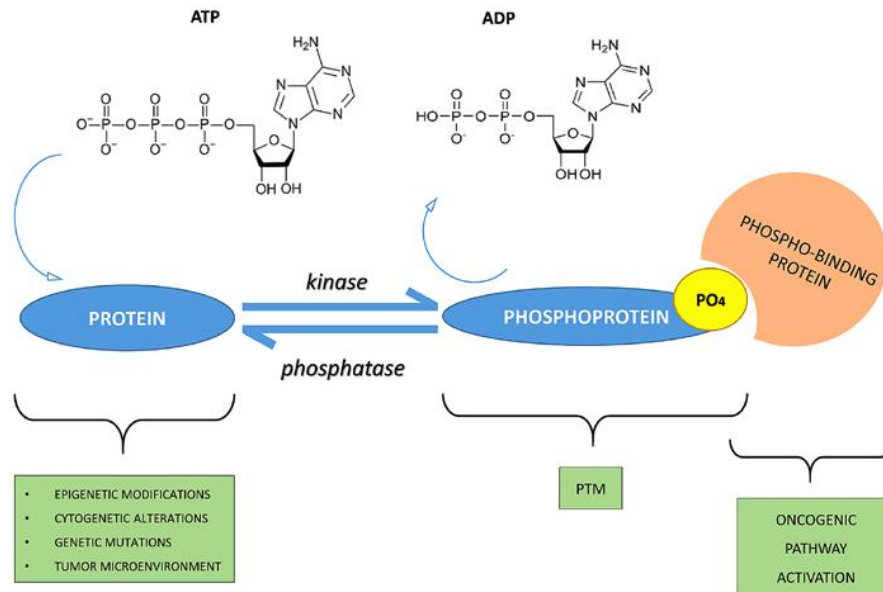 ATP
ADP
NH₂
N
N
N
N
O⁻
P
O
O⁻
O
P
O
O⁻
O
P
O
O⁻
O
O
OH OH
H₂N
N
N
N
N
HO
P
O
O⁻
O
P
O
O⁻
O
O
OH OH
PROTEIN
kinase
phosphatase
PHOSPHOPROTEIN
PO₄
PHOSPHO-BINDING
PROTEIN
• EPIGENETIC MODIFICATIONS
• CYTOGENETIC ALTERATIONS
• GENETIC MUTATIONS
• TUMOR MICROENVIRONMENT
PTM
ONCOGENIC
PATHWAY
ACTIVATION